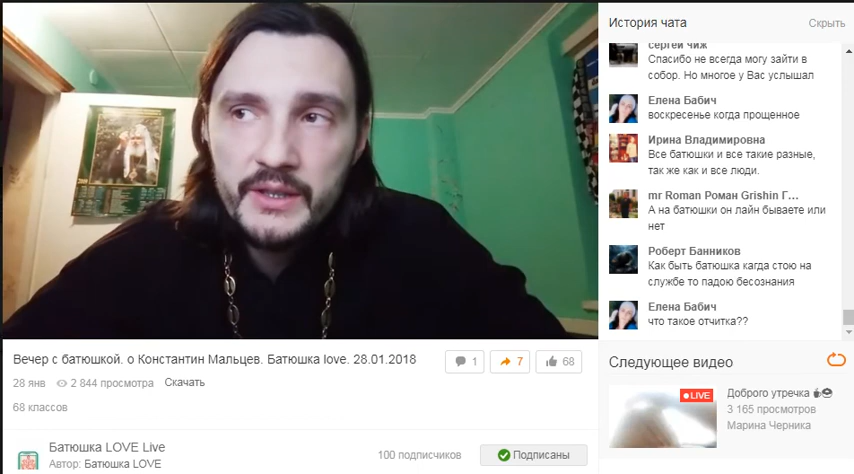 История чата
Скрыть
сергей чиж
Спасибо не всегда могу зайти в
собор. Но многое у Вас услышал
Елена Бабич
воскресенье когда прощенное
Ирина Владимировна
Все батюшки и все такие разные,
так же как и все люди.
mr Roman Роман Grishin Г...
А на батюшки он лайн бываете или
нет
Роберт Банников
Как быть батюшка кагда стою на
службе то падою бесознания
Елена Бабич
что такое отчитка??
Вечер с батюшкой. о Константин Мальцев. Батюшка love. 28.01.2018
1
7
68
28 янв 2 844 просмотра Скачать
68 классов
Батюшка LOVE Live
Автор: Батюшка LOVE
100 подписчиков
Подписаны
Следующее видео
LIVE
Доброго утречка
3 165 просмотров
Марина Черника